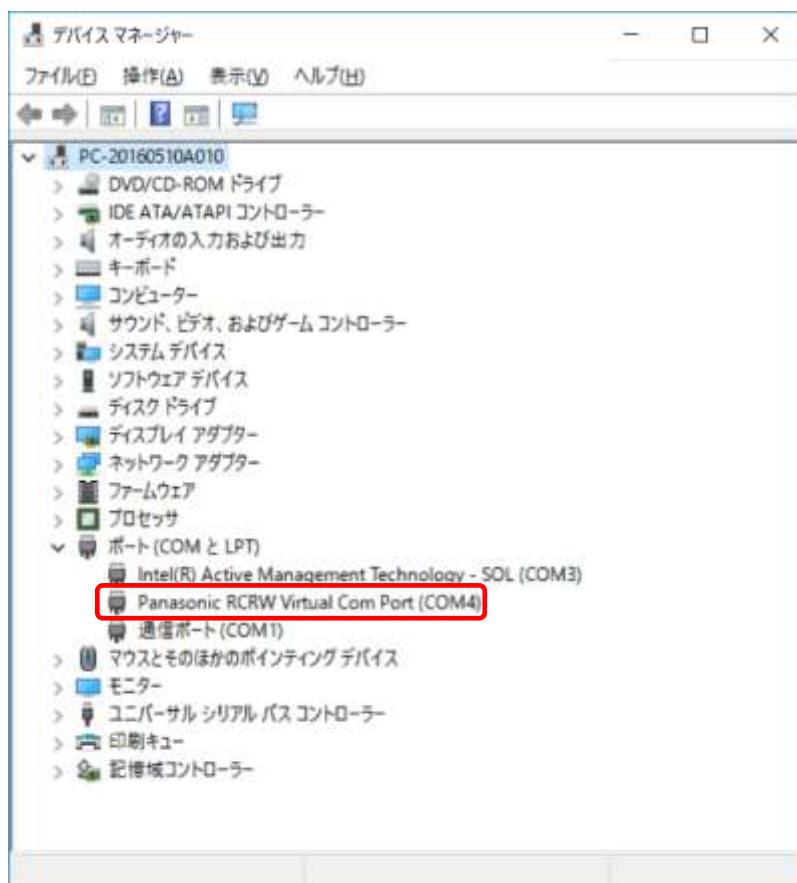 デバイス マネージャー
ファイル(F) 操作(A) 表示(V) ヘルプ(H)
PC-20160510A010
DVD/CD-ROM ドライブ
IDE ATA/ATAPI コントローラー
オーディオの入力および出力
キーボード
コンピューター
サウンド、ビデオ、およびゲーム コントローラー
システム デバイス
ソフトウェア デバイス
ディスク ドライブ
ディスプレイ アダプター
ネットワーク アダプター
ファームウェア
プロセッサ
ポート (COM と LPT)
Intel(R) Active Management Technology - SOL (COM3)
Panasonic RCRW Virtual Com Port (COM4)
通信ポート (COM1)
マウスとそのほかのポインティング デバイス
モニター
ユニバーサル シリアル バス コントローラー
印刷キュー
記憶域コントローラー